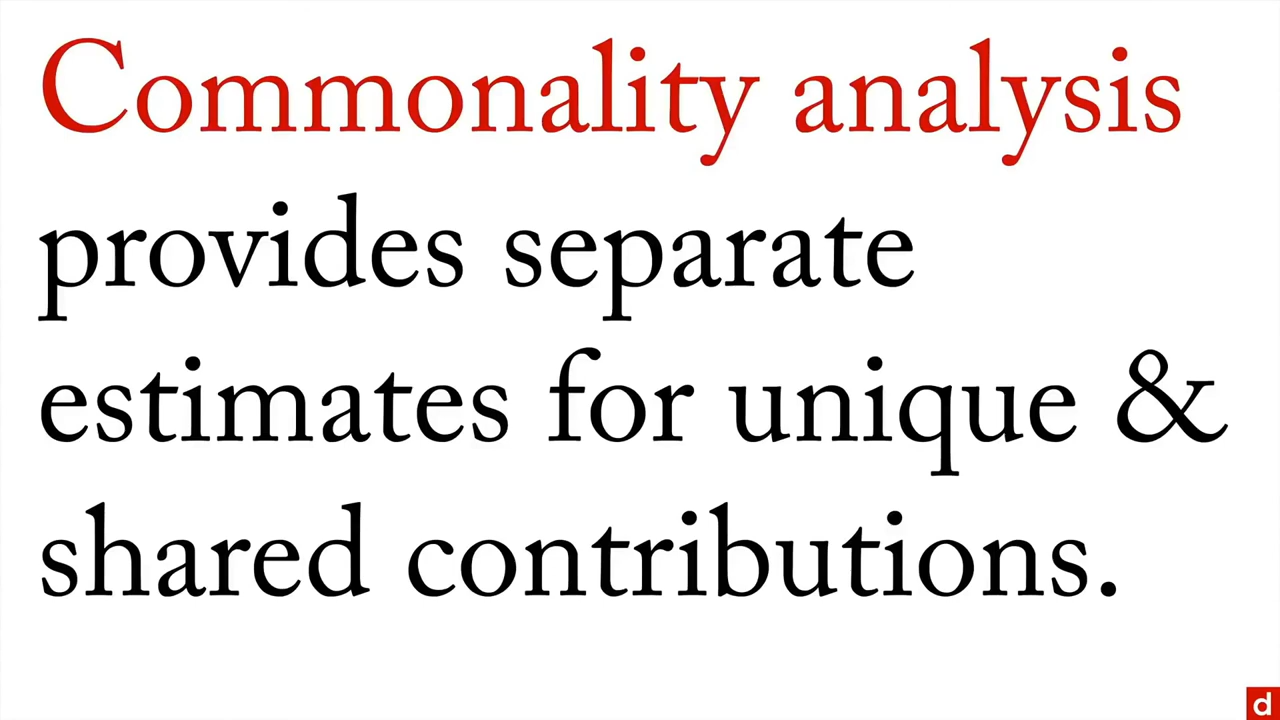 Commonality analysis
provides separate
estimates for unique &
shared contributions.
d